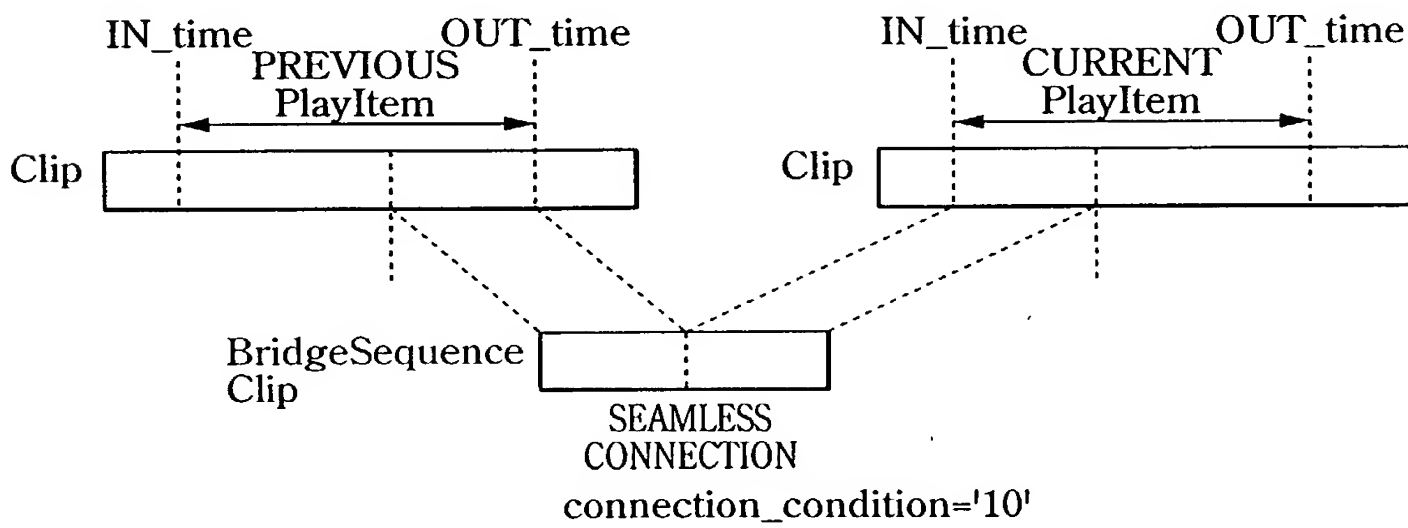 IN_time OUT_time IN_time OUT_time
PREVIOUS CURRENT
PlayItem PlayItem
Clip Clip
BridgeSequence
Clip
SEAMLESS
CONNECTION
connection_condition='10'